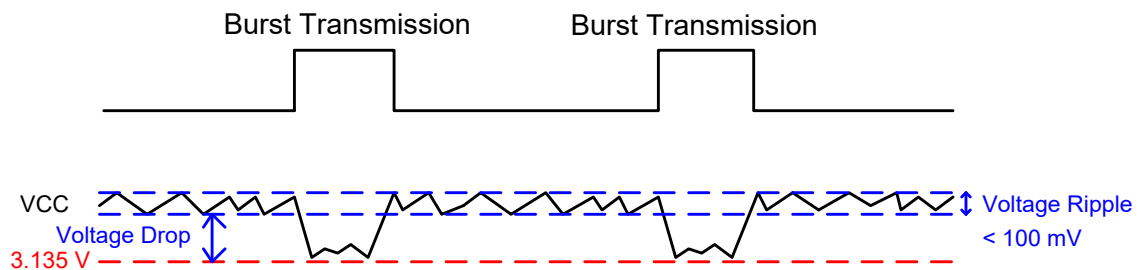 Burst Transmission
Burst Transmission
VCC
Voltage Drop
3.135 V
Voltage Ripple
< 100 mV